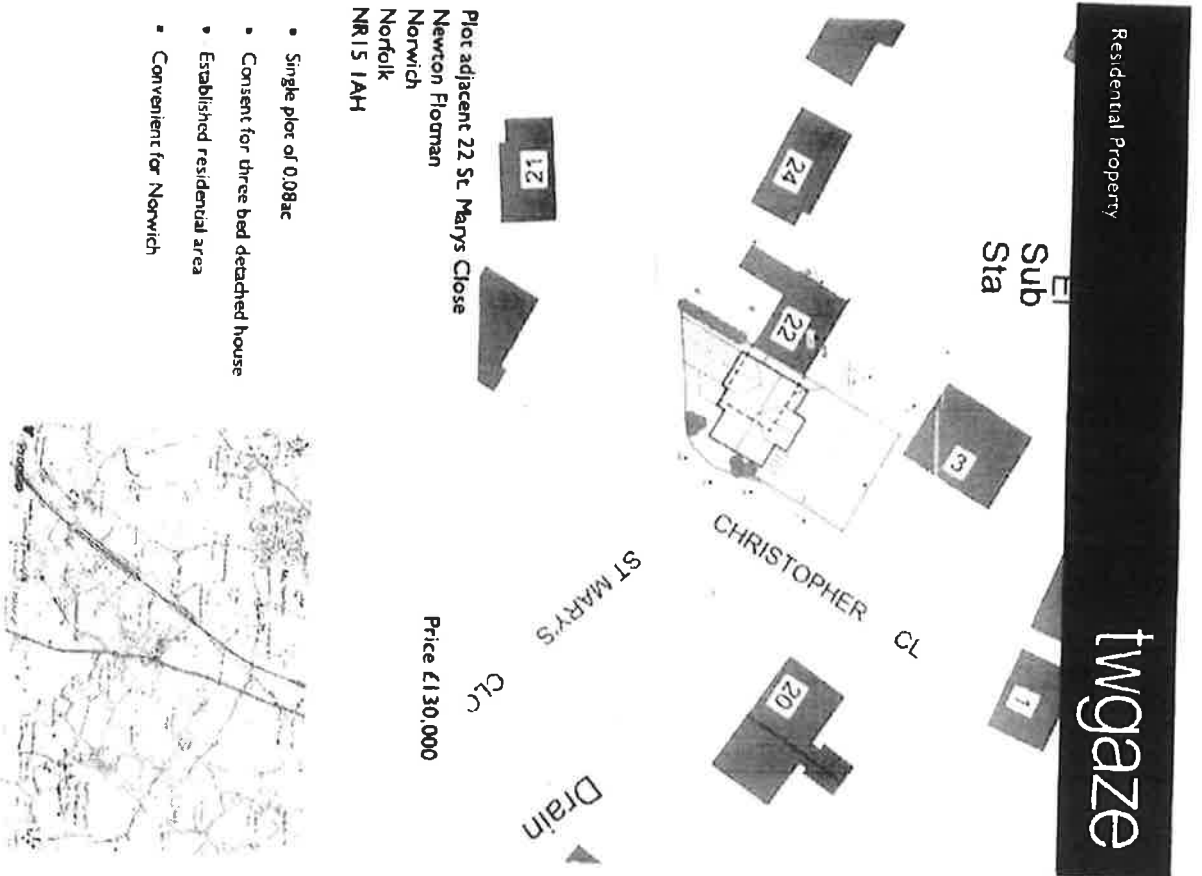 Residential Property
twgaze
El
Sub
Sta
24
22
3
1
21
20
CHRISTOPHER CL
ST MARY'S
CLC
Drain
Plot adjacent 22 St. Marys Close
Newton Flotman
Norwich
Norfolk
NR15 1AH
Price £130,000
▪ Single plot of 0.08ac
▪ Consent for three bed detached house
▪ Established residential area
▪ Convenient for Norwich